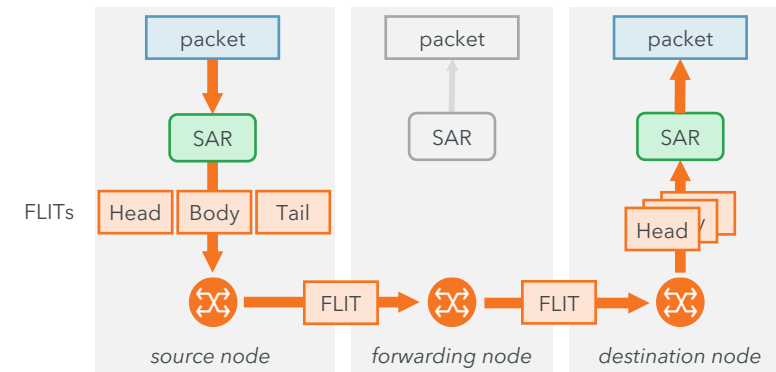 packet
packet
packet
SAR
SAR
SAR
FLITs
Head
Body
Tail
Head
FLIT
FLIT
source node
forwarding node
destination node